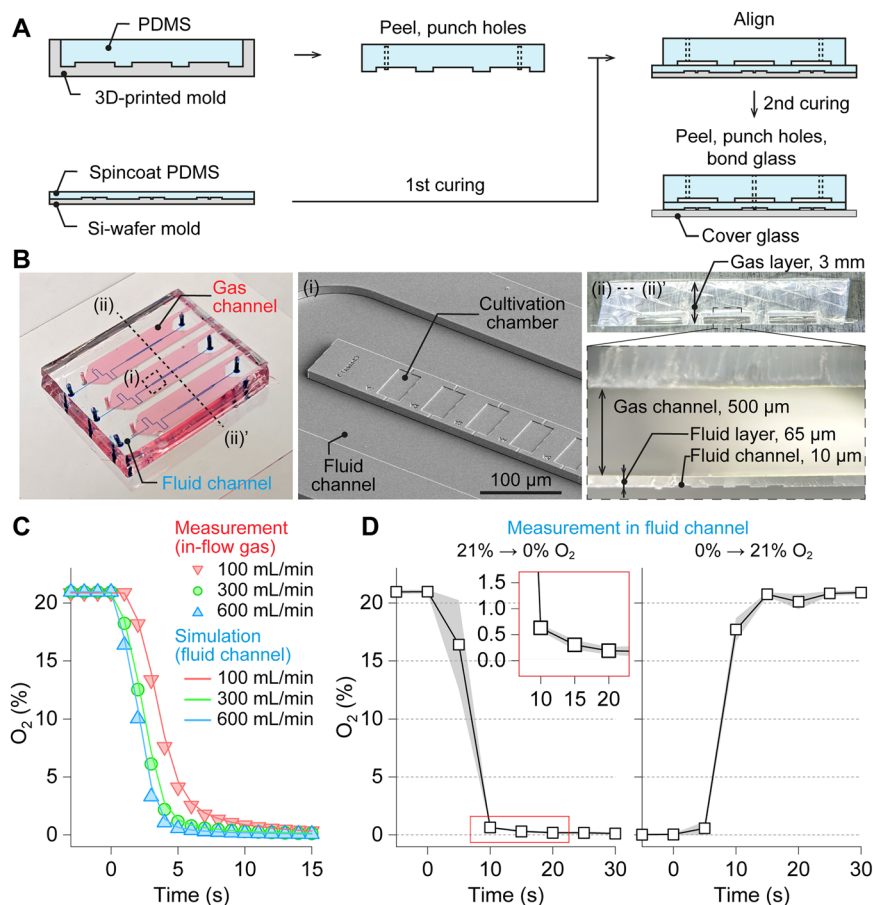 A
PDMS
3D-printed mold
Peel, punch holes
Align
2nd curing
Spincoat PDMS
Si-wafer mold
1st curing
Peel, punch holes,
bond glass
Cover glass
B
(ii)
Gas
channel
(i)
(ii)'
Fluid channel
(i)
Cultivation
chamber
Fluid
channel
100 µm
(ii) (ii)'
Gas layer, 3 mm
Gas channel, 500 µm
Fluid layer, 65 µm
Fluid channel, 10 µm
C
Measurement
(in-flow gas)
100 mL/min
300 mL/min
600 mL/min
Simulation
(fluid channel)
100 mL/min
300 mL/min
600 mL/min
O₂ (%)
20
15
10
5
0
0 5 10 15
Time (s)
D
Measurement in fluid channel
21% → 0% O₂
0% → 21% O₂
O₂ (%)
20
15
10
5
0
1.5
1.0
0.5
0.0
10 15 20
0 10 20 30
Time (s)
0 10 20 30
Time (s)